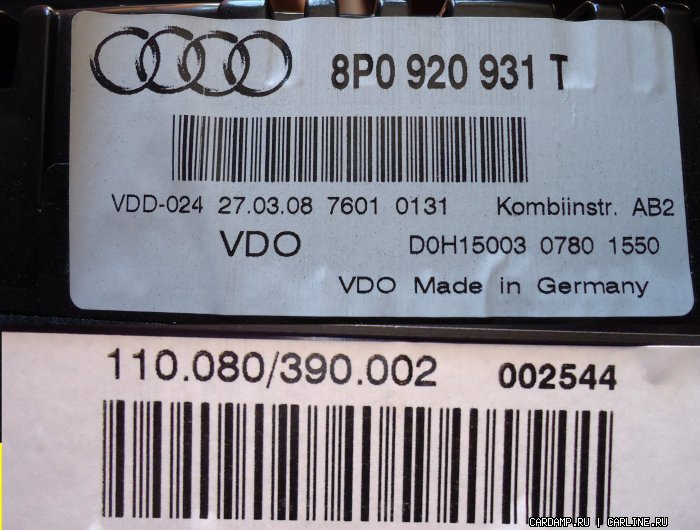 8P0 920 931 T
VDD-024 27.03.08 7601 0131 Kombiinstr. AB2
VDO D0H15003 0780 1550
VDO Made in Germany
110.080/390.002 002544
CARDAMP.RU | CARLINE.RU